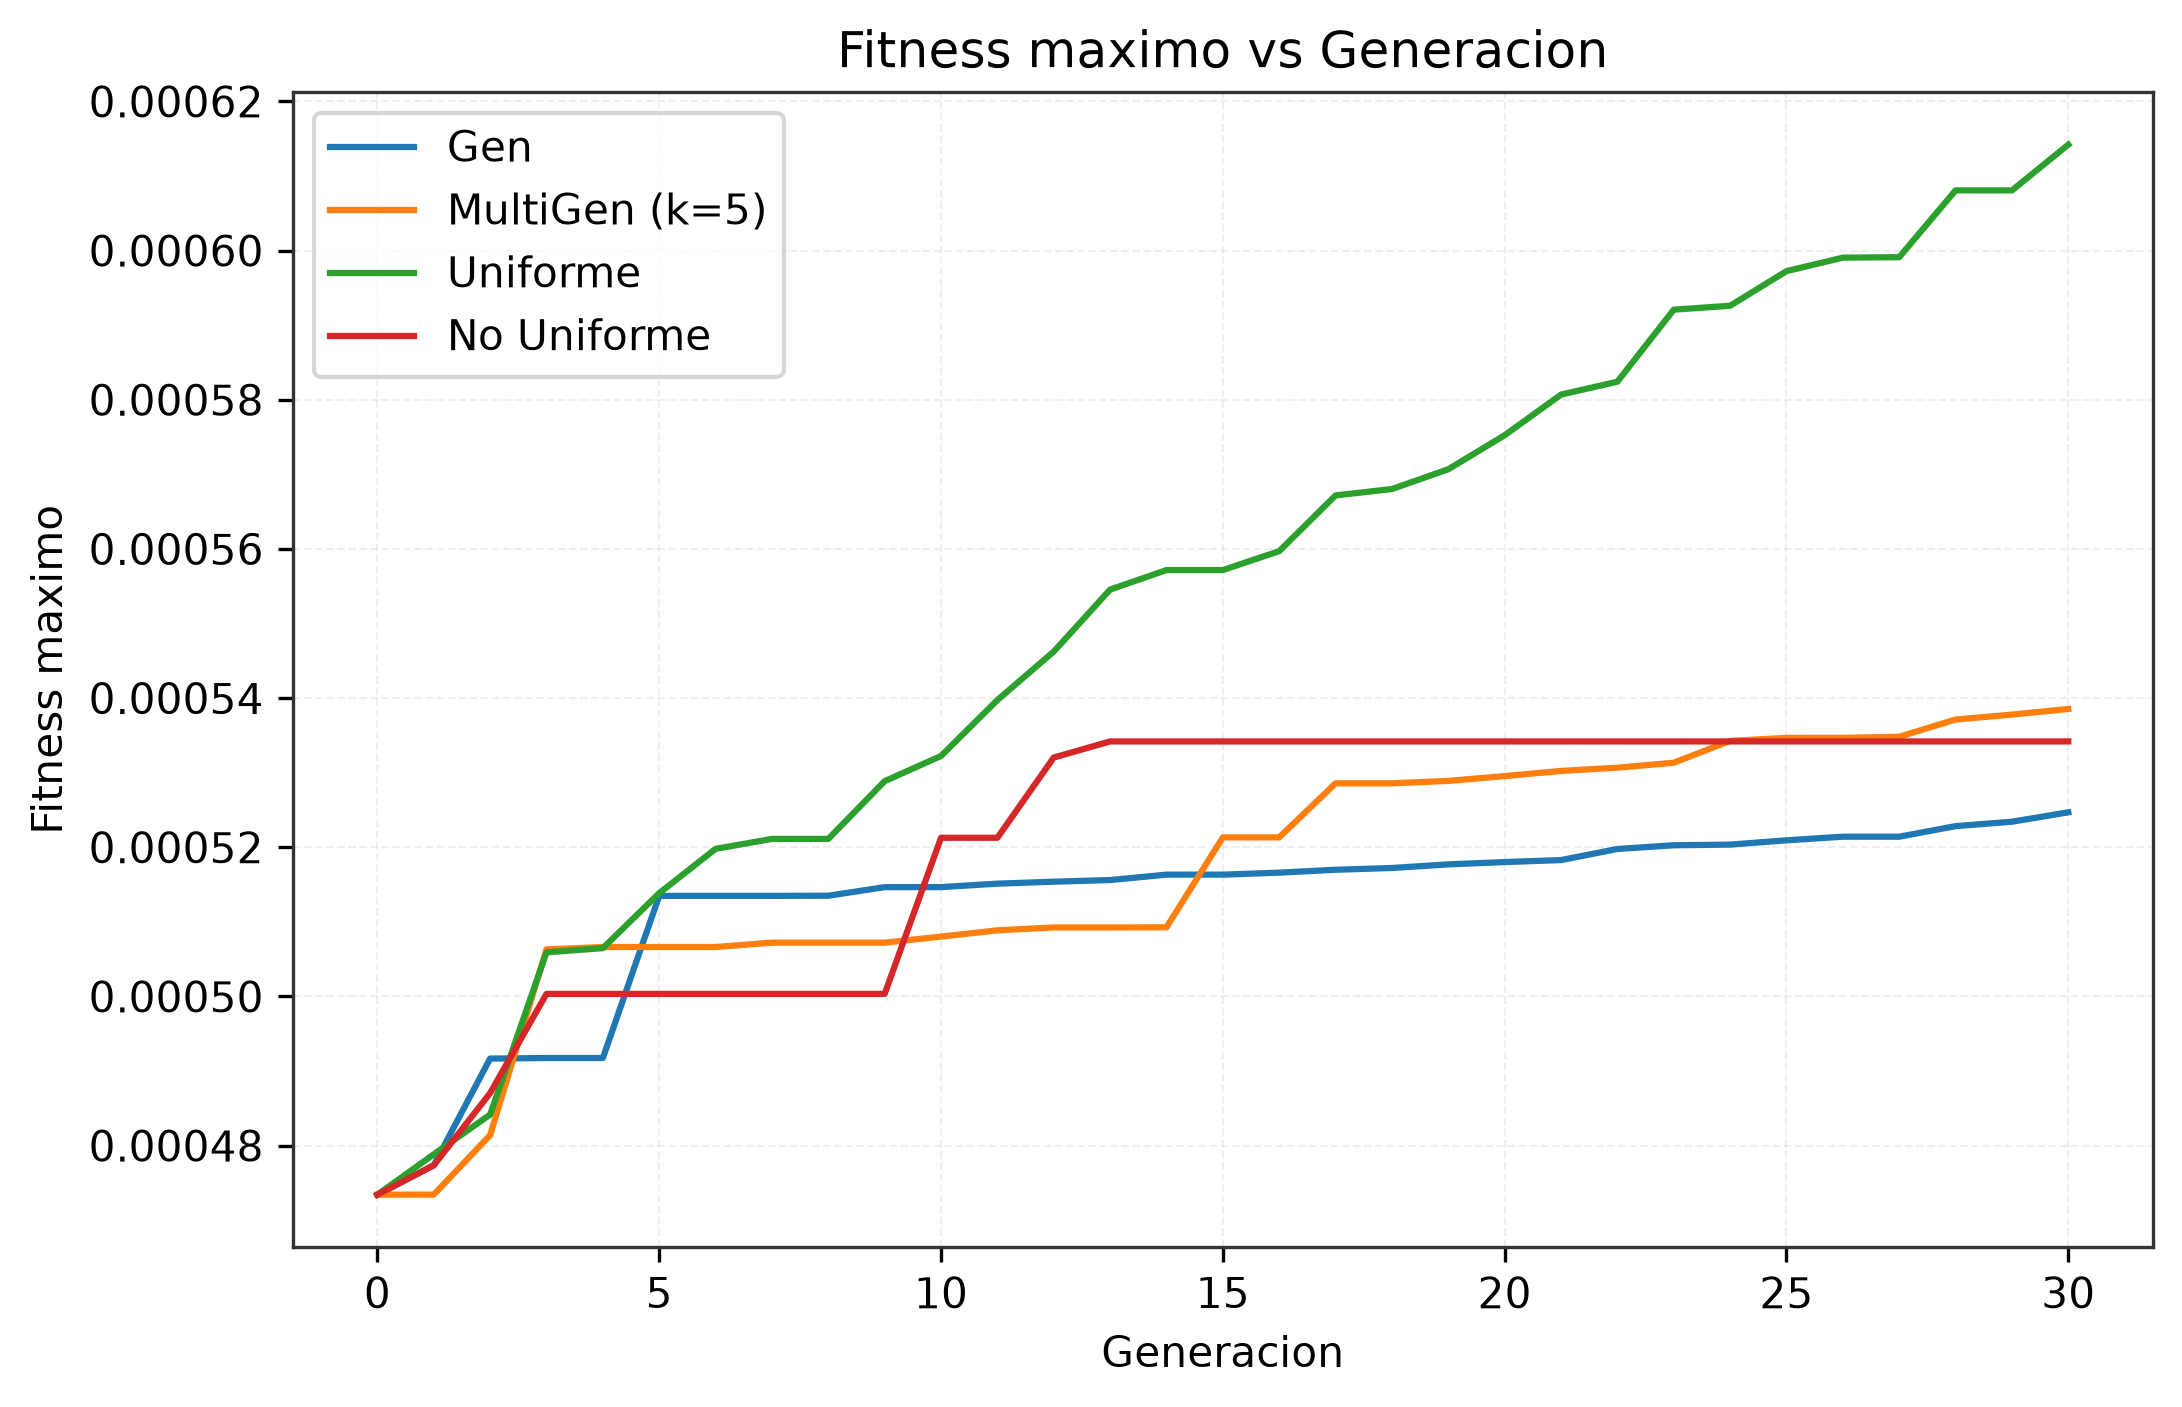 Fitness maximo vs Generacion
Gen
MultiGen (k=5)
Uniforme
No Uniforme
Fitness maximo
0.00062
0.00060
0.00058
0.00056
0.00054
0.00052
0.00050
0.00048
0 5 10 15 20 25 30
Generacion